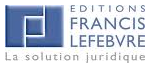 EDITIONS
FRANCIS
LEFEBVRE
La solution juridique